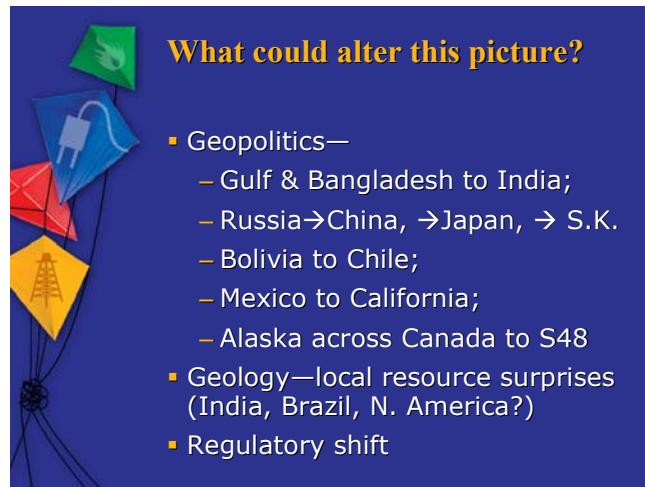 What could alter this picture?
▪ Geopolitics—
– Gulf & Bangladesh to India;
– Russia→China, →Japan, → S.K.
– Bolivia to Chile;
– Mexico to California;
– Alaska across Canada to S48
▪ Geology—local resource surprises
(India, Brazil, N. America?)
▪ Regulatory shift